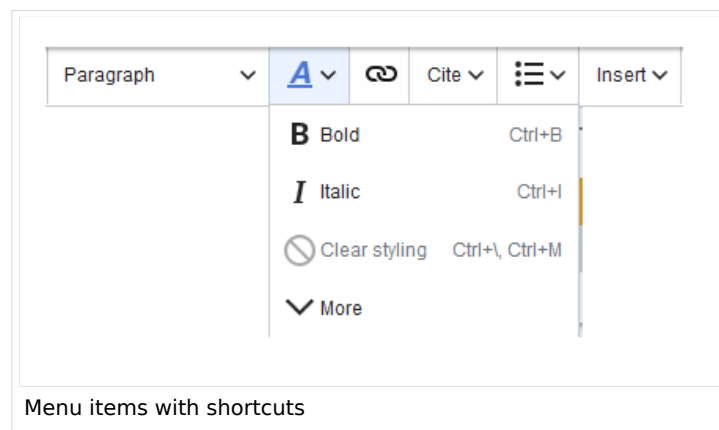 Paragraph A Cite Insert
B Bold Ctrl+B
I Italic Ctrl+I
Clear styling Ctrl+\, Ctrl+M
More
Menu items with shortcuts